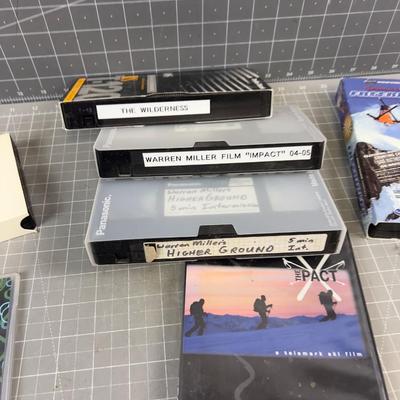 THE WILDERNESS
WARREN MILLER FILM "IMPACT" 04-05
Panasonic
Warren Miller's
HIGHER GROUND
5 min Intermission
Warren Miller's 5 min
HIGHER GROUND Int.
THE PACT
a telemark ski film